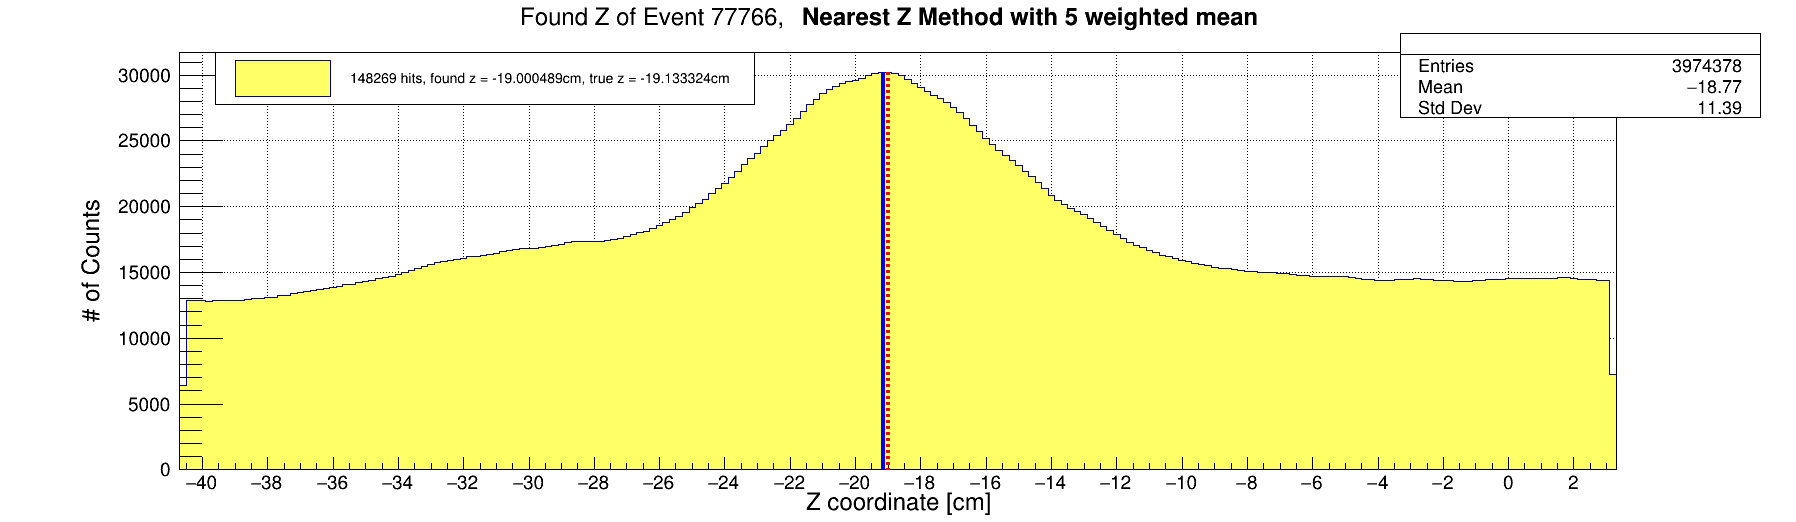 Found Z of Event 77766, Nearest Z Method with 5 weighted mean
148269 hits, found z = -19.000489cm, true z = -19.133324cm
Entries 3974378
Mean −18.77
Std Dev 11.39
# of Counts
30000
25000
20000
15000
10000
5000
0
−40 −38 −36 −34 −32 −30 −28 −26 −24 −22 −20 −18 −16 −14 −12 −10 −8 −6 −4 −2 0 2
Z coordinate [cm]